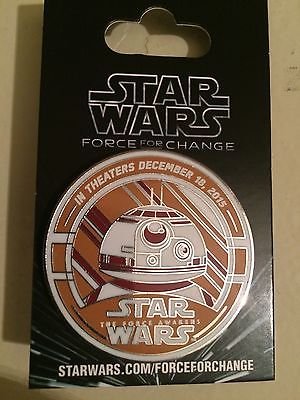 STAR
WARS
FORCE FOR CHANGE
IN THEATERS DECEMBER 18, 2015
STAR
THE FORCE AWAKENS
WARS
STARWARS.COM/FORCEFORCHANGE